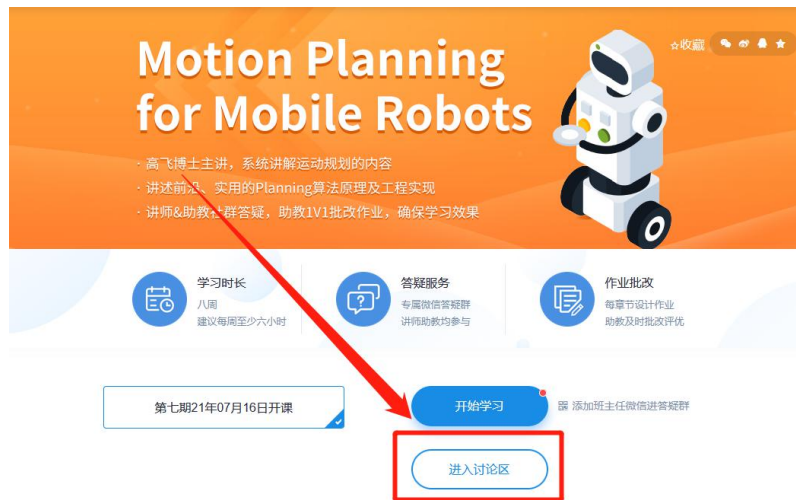 Motion Planning
for Mobile Robots
☆收藏
· 高飞博士主讲，系统讲解运动规划的内容
· 讲述前沿、实用的Planning算法原理及工程实现
· 讲师&助教社群答疑，助教1V1批改作业，确保学习效果
学习时长
八周
建议每周至少六小时
答疑服务
专属微信答疑群
讲师助教均参与
作业批改
每章节设计作业
助教及时批改评优
第七期21年07月16日开课
开始学习
添加班主任微信进答疑群
进入讨论区